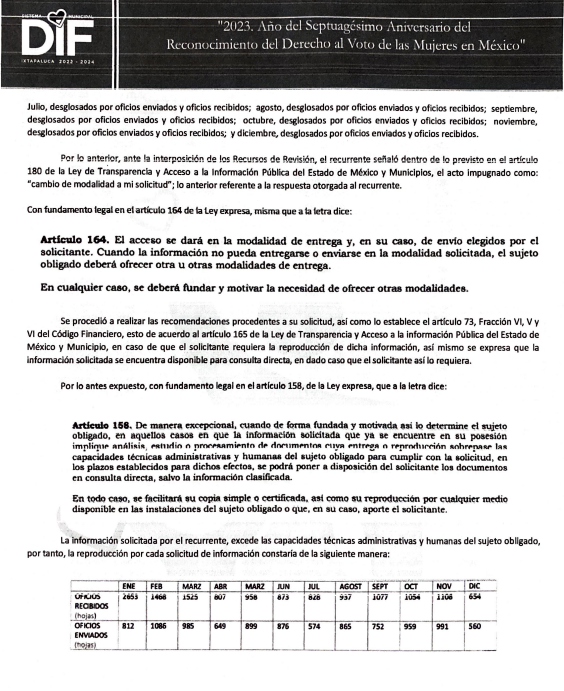 SISTEMA MUNICIPAL
DIF
IXTAPALUCA 2022 - 2024
"2023. Año del Septuagésimo Aniversario del
Reconocimiento del Derecho al Voto de las Mujeres en México"
Julio, desglosados por oficios enviados y oficios recibidos; agosto, desglosados por oficios enviados y oficios recibidos; septiembre,
desglosados por oficios enviados y oficios recibidos; octubre, desglosados por oficios enviados y oficios recibidos; noviembre,
desglosados por oficios enviados y oficios recibidos; y diciembre, desglosados por oficios enviados y oficios recibidos.
Por lo anterior, ante la interposición de los Recursos de Revisión, el recurrente señaló dentro de lo previsto en el artículo
180 de la Ley de Transparencia y Acceso a la Información Pública del Estado de México y Municipios, el acto impugnado como:
"cambio de modalidad a mi solicitud"; lo anterior referente a la respuesta otorgada al recurrente.
Con fundamento legal en el artículo 164 de la Ley expresa, misma que a la letra dice:
Artículo 164. El acceso se dará en la modalidad de entrega y, en su caso, de envío elegidos por el
solicitante. Cuando la información no pueda entregarse o enviarse en la modalidad solicitada, el sujeto
obligado deberá ofrecer otra u otras modalidades de entrega.
En cualquier caso, se deberá fundar y motivar la necesidad de ofrecer otras modalidades.
Se procedió a realizar las recomendaciones procedentes a su solicitud, así como lo establece el artículo 73, Fracción VI, V y
VI del Código Financiero, esto de acuerdo al artículo 165 de la Ley de Transparencia y Acceso a la Información Pública del Estado de
México y Municipio, en caso de que el solicitante requiera la reproducción de dicha información, así mismo se expresa que la
información solicitada se encuentra disponible para consulta directa, en dado caso que el solicitante así lo requiera.
Por lo antes expuesto, con fundamento legal en el artículo 158, de la Ley expresa, que a la letra dice:
Artículo 158. De manera excepcional, cuando de forma fundada y motivada así lo determine el sujeto
obligado, en aquellos casos en que la información solicitada que ya se encuentre en su posesión
implique análisis, estudio o procesamiento de documentos cuya entrega o reproducción sobrepase las
capacidades técnicas administrativas y humanas del sujeto obligado para cumplir con la solicitud, en
los plazos establecidos para dichos efectos, se podrá poner a disposición del solicitante los documentos
en consulta directa, salvo la información clasificada.
En todo caso, se facilitará su copia simple o certificada, así como su reproducción por cualquier medio
disponible en las instalaciones del sujeto obligado o que, en su caso, aporte el solicitante.
La información solicitada por el recurrente, excede las capacidades técnicas administrativas y humanas del sujeto obligado,
por tanto, la reproducción por cada solicitud de información constaría de la siguiente manera:
ENE FEB MARZ ABR MARZ JUN JUL AGOST SEPT OCT NOV DIC
OFICIOS RECIBIDOS (hojas) 2653 1468 1525 807 958 873 828 937 1077 1054 1106 654
OFICIOS ENVIADOS (hojas) 812 1086 985 649 899 876 574 865 752 959 991 560